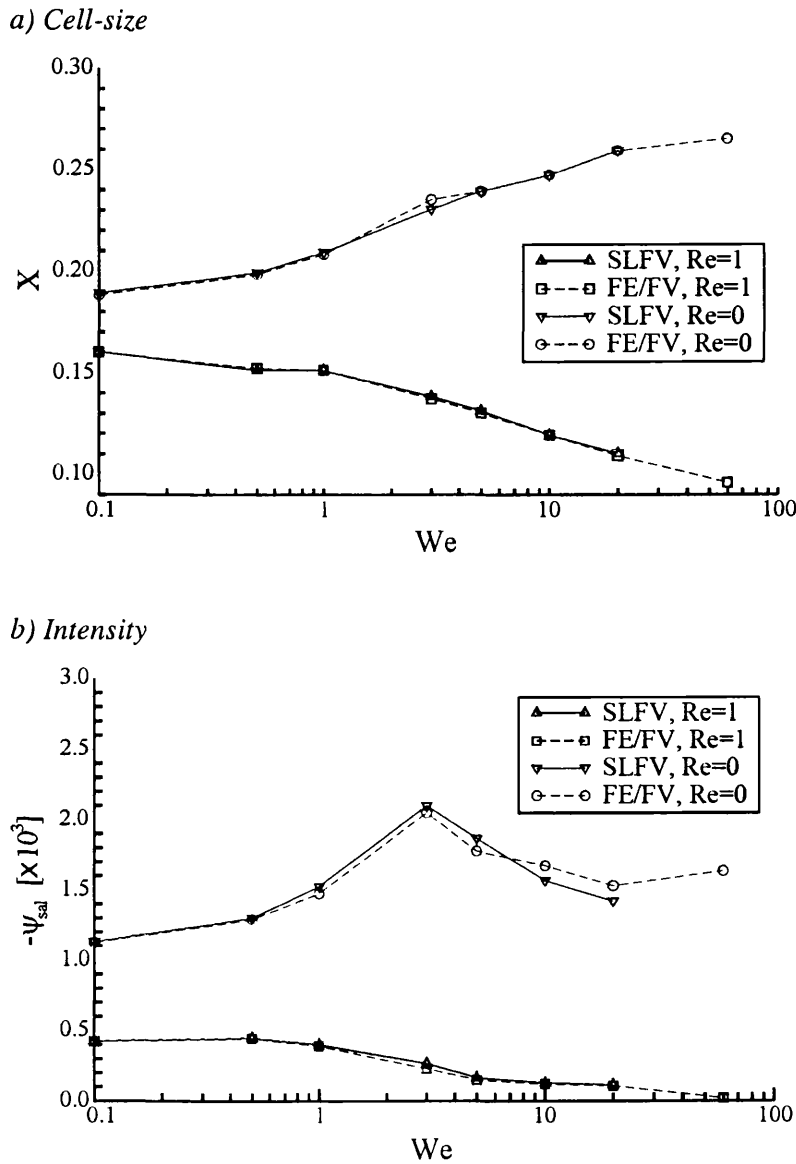 a) Cell-size
0.30
0.25
0.20
0.15
0.10
X
SLFV, Re=1
FE/FV, Re=1
SLFV, Re=0
FE/FV, Re=0
0.1 1 10 100
We
b) Intensity
3.0
2.5
2.0
1.5
1.0
0.5
0.0
-ψsal [x10³]
SLFV, Re=1
FE/FV, Re=1
SLFV, Re=0
FE/FV, Re=0
0.1 1 10 100
We